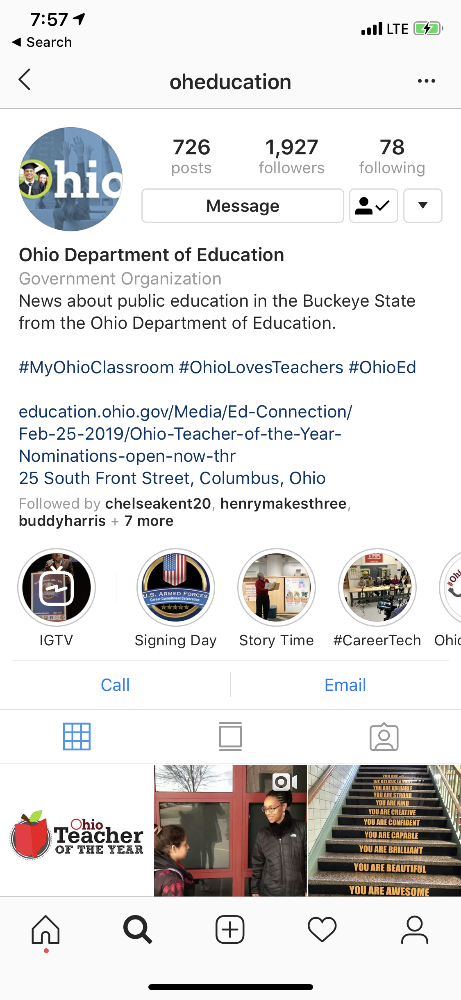 7:57
LTE
Search
oheducation
726
1,927
78
posts
followers
following
Message
hio
Ohio Department of Education
Government Organization
News about public education in the Buckeye State
from the Ohio Department of Education.
#MyOhioClassroom #OhioLovesTeachers #OhioEd
education.ohio.gov/Media/Ed-Connection/
Feb-25-2019/Ohio-Teacher-of-the-Year-
Nominations-open-now-thr
25 South Front Street, Columbus, Ohio
Followed by chelseakent20, henrymakesthree,
buddyharris + 7 more
U.S. ARMED FORCES
Career Commitment Celebration
#Ohi
IGTV
Signing Day
Story Time
#CareerTech
Ohio
Call
Email
Ohio
Teacher
OF THE YEAR
YOU ARE #1
WE BELIEVE IN YOU!
YOU ARE VALUABLE
YOU ARE STRONG
YOU ARE KIND
YOU ARE CREATIVE
YOU ARE CONFIDENT
YOU ARE CAPABLE
YOU ARE BRILLIANT
YOU ARE BEAUTIFUL
YOU ARE AWESOME